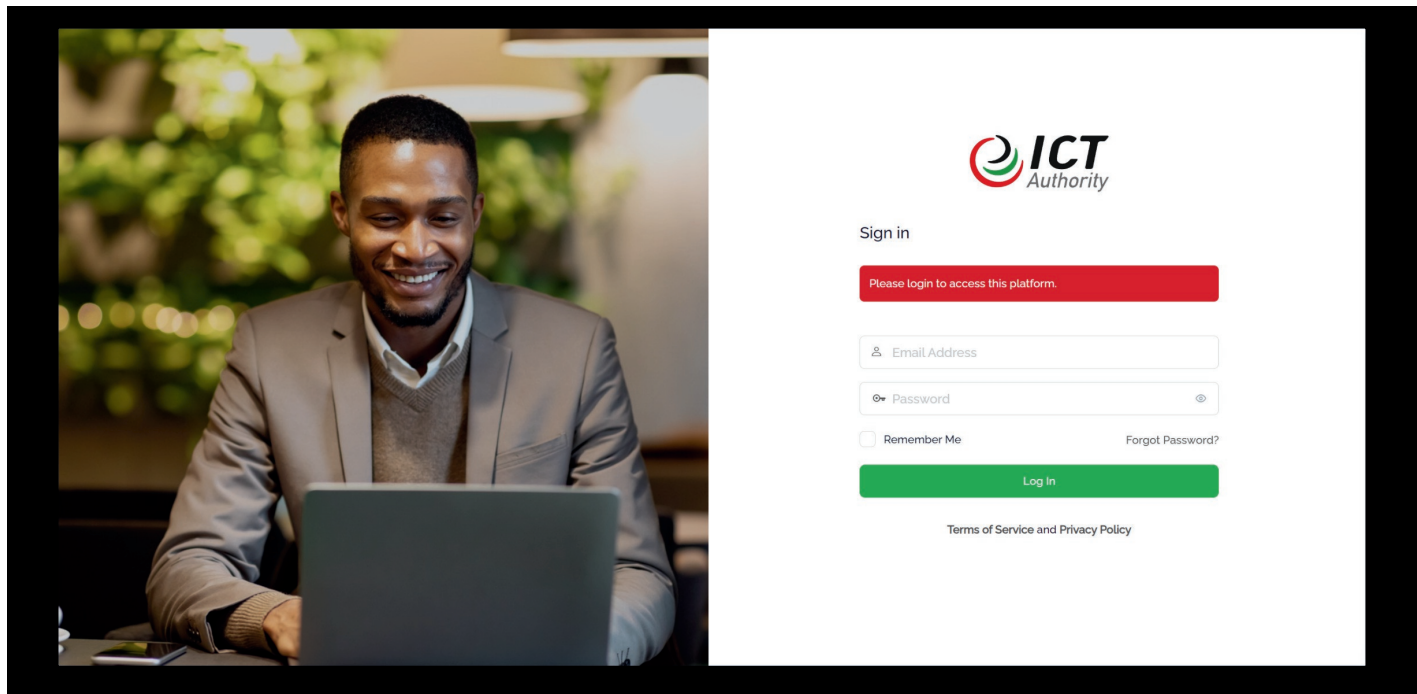 ICT
Authority
Sign in
Please login to access this platform.
Email Address
Password
Remember Me
Forgot Password?
Log In
Terms of Service and Privacy Policy